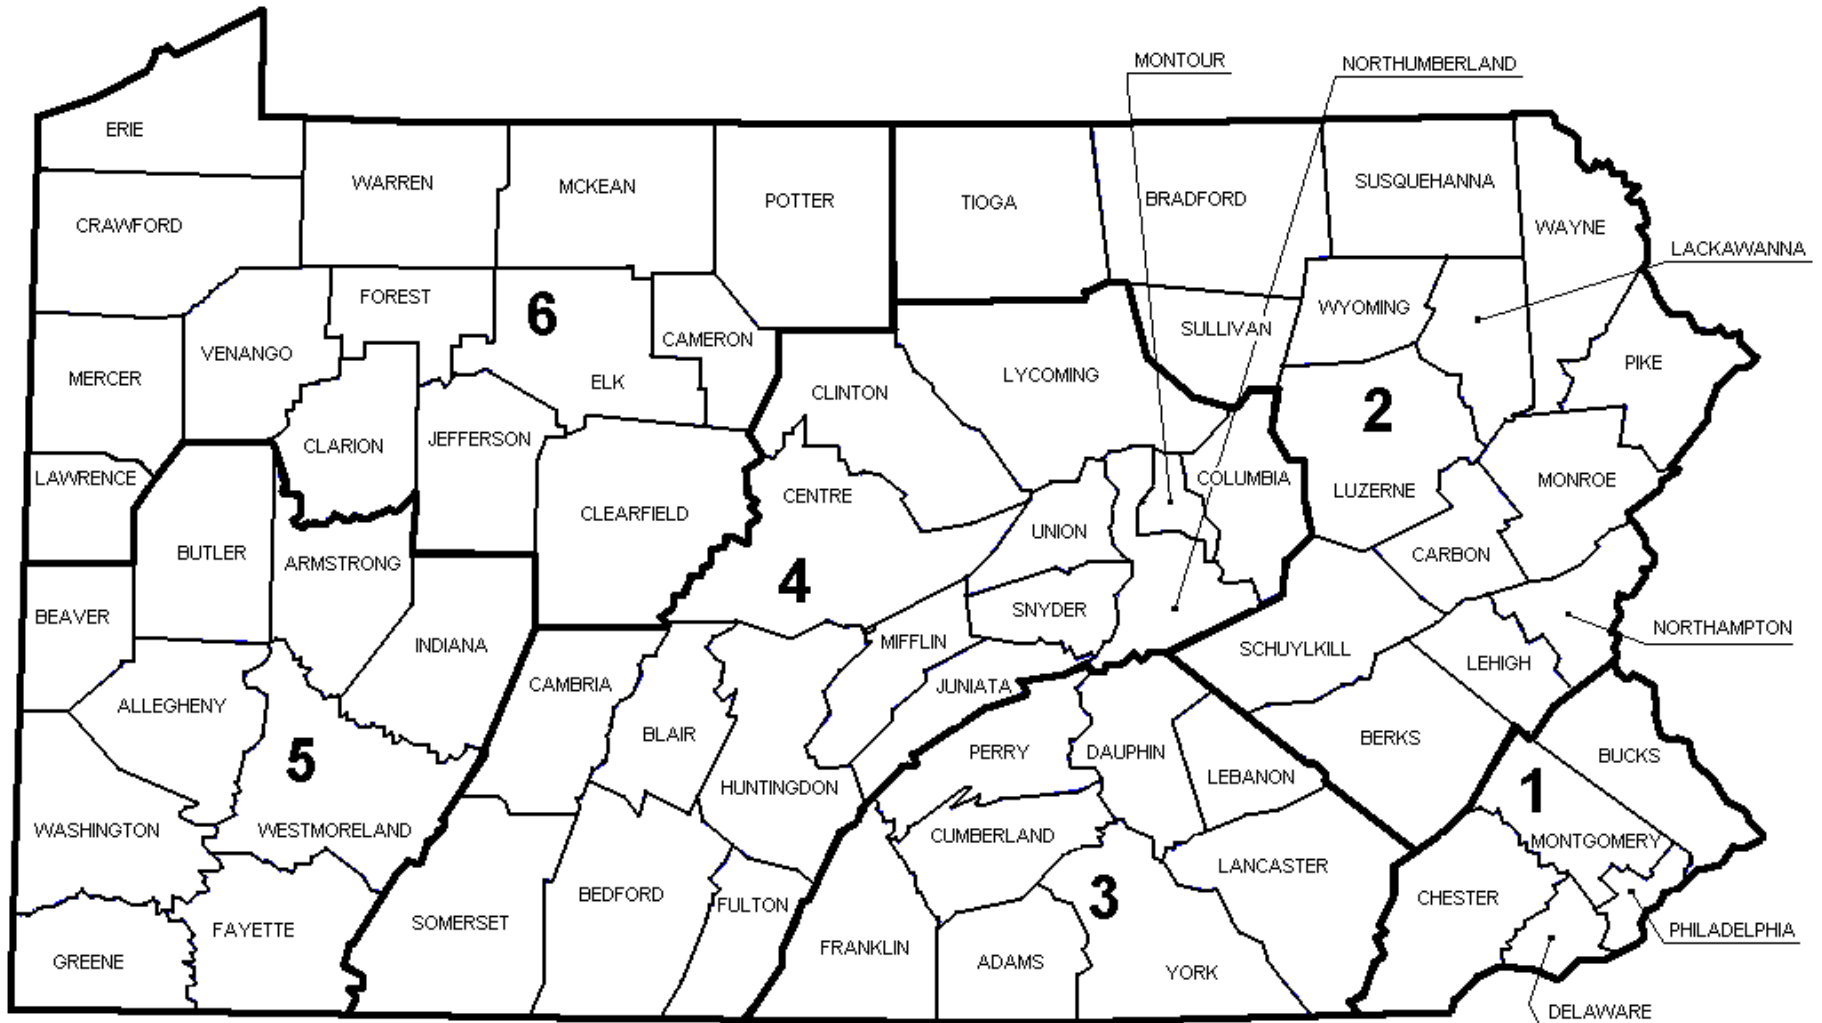 MONTOUR
NORTHUMBERLAND
ERIE
WARREN
MCKEAN
POTTER
TIOGA
BRADFORD
SUSQUEHANNA
WAYNE
CRAWFORD
LACKAWANNA
FOREST
6
CAMERON
SULLIVAN
WYOMING
VENANGO
MERCER
ELK
CLINTON
LYCOMING
PIKE
2
CLARION
JEFFERSON
LAWRENCE
CENTRE
COLUMBIA
LUZERNE
MONROE
CLEARFIELD
BUTLER
ARMSTRONG
UNION
CARBON
4
BEAVER
SNYDER
INDIANA
MIFFLIN
SCHUYLKILL
NORTHAMPTON
LEHIGH
CAMBRIA
JUNIATA
ALLEGHENY
BLAIR
BERKS
5
PERRY
DAUPHIN
LEBANON
BUCKS
HUNTINGDON
1
WASHINGTON
WESTMORELAND
CUMBERLAND
MONTGOMERY
LANCASTER
BEDFORD
FULTON
3
CHESTER
SOMERSET
FAYETTE
PHILADELPHIA
FRANKLIN
GREENE
ADAMS
YORK
DELAWARE